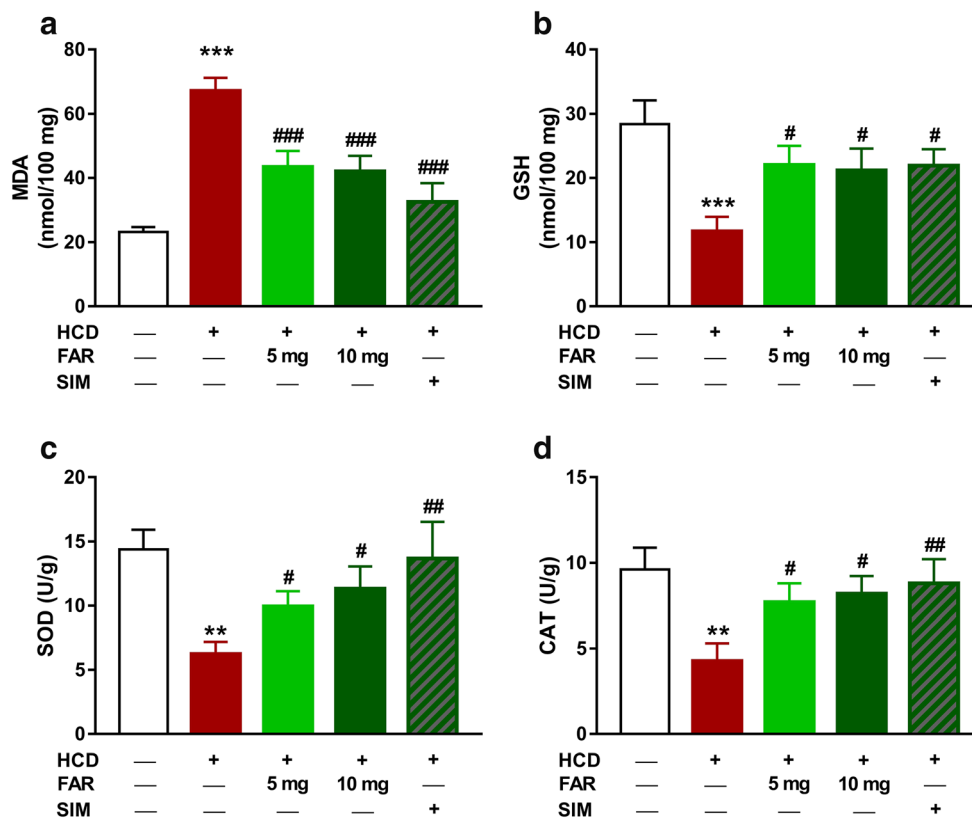 a
80
60
40
20
0
MDA
(nmol/100 mg)
***
###
###
###
HCD — + + + +
FAR — — 5 mg 10 mg —
SIM — — — — +
b
40
30
20
10
0
GSH
(nmol/100 mg)
***
#
#
#
HCD — + + + +
FAR — — 5 mg 10 mg —
SIM — — — — +
c
20
15
10
5
0
SOD (U/g)
**
#
#
##
HCD — + + + +
FAR — — 5 mg 10 mg —
SIM — — — — +
d
15
10
5
0
CAT (U/g)
**
#
#
##
HCD — + + + +
FAR — — 5 mg 10 mg —
SIM — — — — +